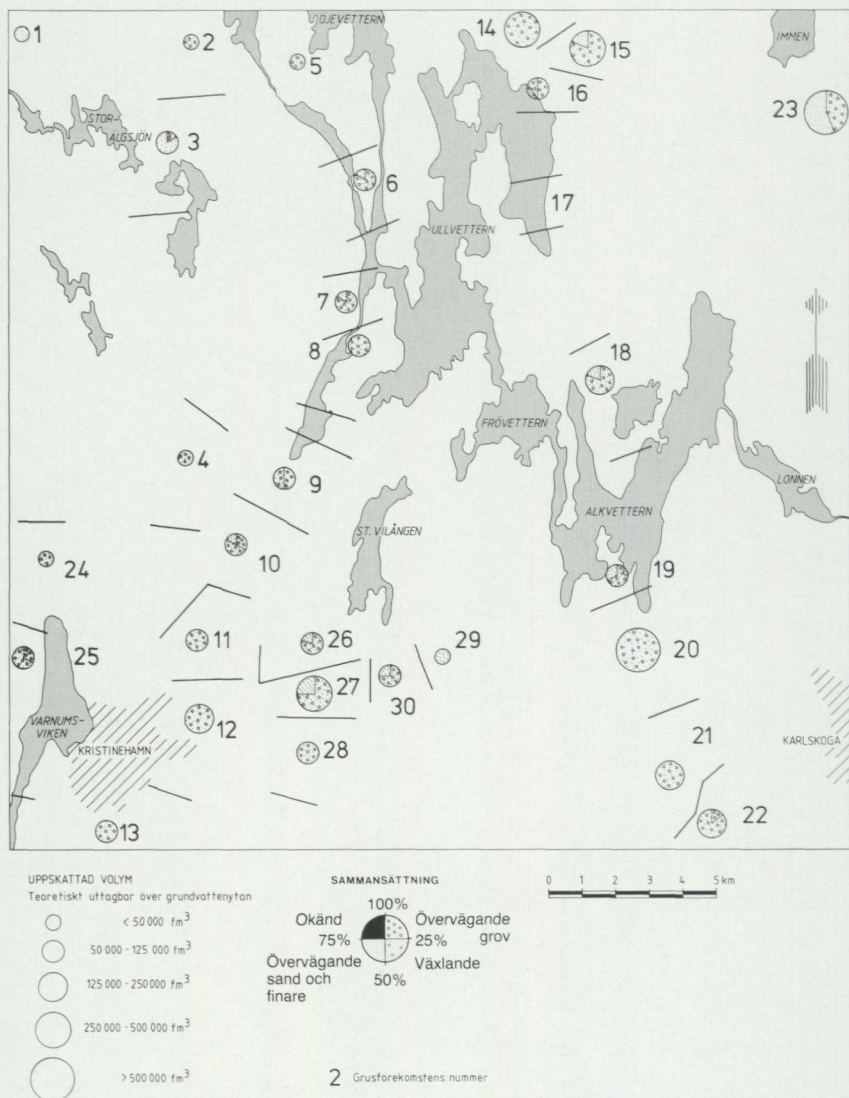 1
2
DJEVETTERN
5
14
15
IMMEN
16
23
STOR-
ÄLGSJÖN
3
6
17
ULLVETTERN
7
8
18
FRÖVETTERN
LONNEN
4
9
ALKVETTERN
ST. VILÅNGEN
24
10
19
11
26
29
20
25
27
30
VARNUMS-
VIKEN
KRISTINEHAMN
12
28
21
KARLSKOGA
13
22
UPPSKATTAD VOLYM
Teoretiskt uttagbar över grundvattenytan
< 50 000 fm³
50 000 - 125 000 fm³
125 000 - 250 000 fm³
250 000 - 500 000 fm³
> 500 000 fm³
SAMMANSÄTTNING
100%
Okänd
75%
Övervägande
25% grov
Övervägande
sand och
finare
50%
Växlande
0 1 2 3 4 5 km
2 Grusförekomstens nummer